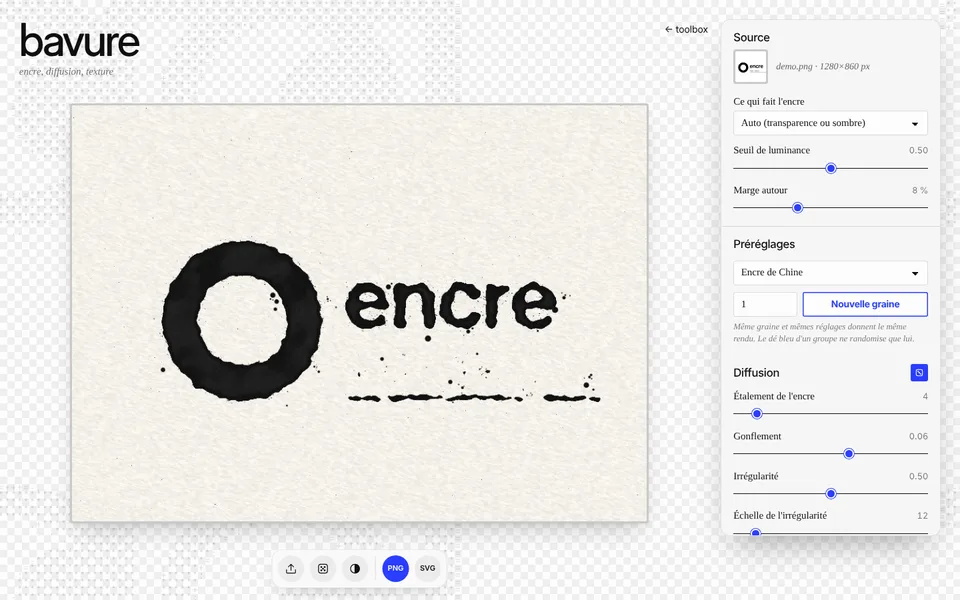 bavure
encre, diffusion, texture
← toolbox
encre
Source
encre
demo.png · 1280×860 px
Ce qui fait l'encre
Auto (transparence ou sombre)
Seuil de luminance 0.50
Marge autour 8 %
Préréglages
Encre de Chine
1 Nouvelle graine
Même graine et mêmes réglages donnent le même
rendu. Le dé bleu d'un groupe ne randomise que lui.
Diffusion
Étalement de l'encre 4
Gonflement 0.06
Irrégularité 0.50
Échelle de l'irrégularité 12
PNG SVG